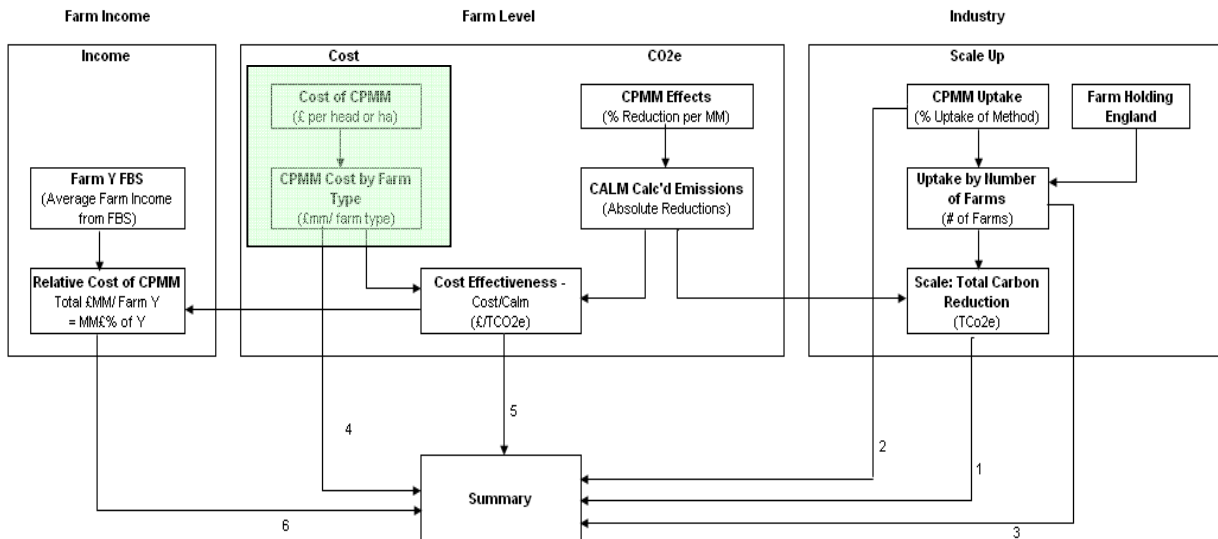 Farm Income
Farm Level
Industry
Income
Cost
CO2e
Scale Up
Cost of CPMM
(£ per head or ha)
CPMM Effects
(% Reduction per MM)
CPMM Uptake
(% Uptake of Method)
Farm Holding
England
Farm Y FBS
(Average Farm Income
from FBS)
CPMM Cost by Farm
Type
(£mm/ farm type)
CALM Calc'd Emissions
(Absolute Reductions)
Uptake by Number
of Farms
(# of Farms)
Relative Cost of CPMM
Total £MM/ Farm Y
= MM£% of Y
Cost Effectiveness -
Cost/Calm
(£/TCO2e)
Scale: Total Carbon
Reduction
(TCo2e)
5
4
2
1
Summary
6
3